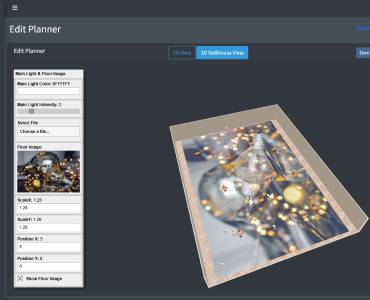 Edit Planner
Edit Planner
2D View
3D Dollhouse View
Save
Main Light & Floor Image
Main Light Color: #FFFFFF
Main Light Intensity: 2
Select File
Choose a file...
Floor Image:
ScaleX: 1.26
1.26
ScaleY: 1.26
1.26
Position X: 5
5
Position Y: 0
0
Show Floor Image